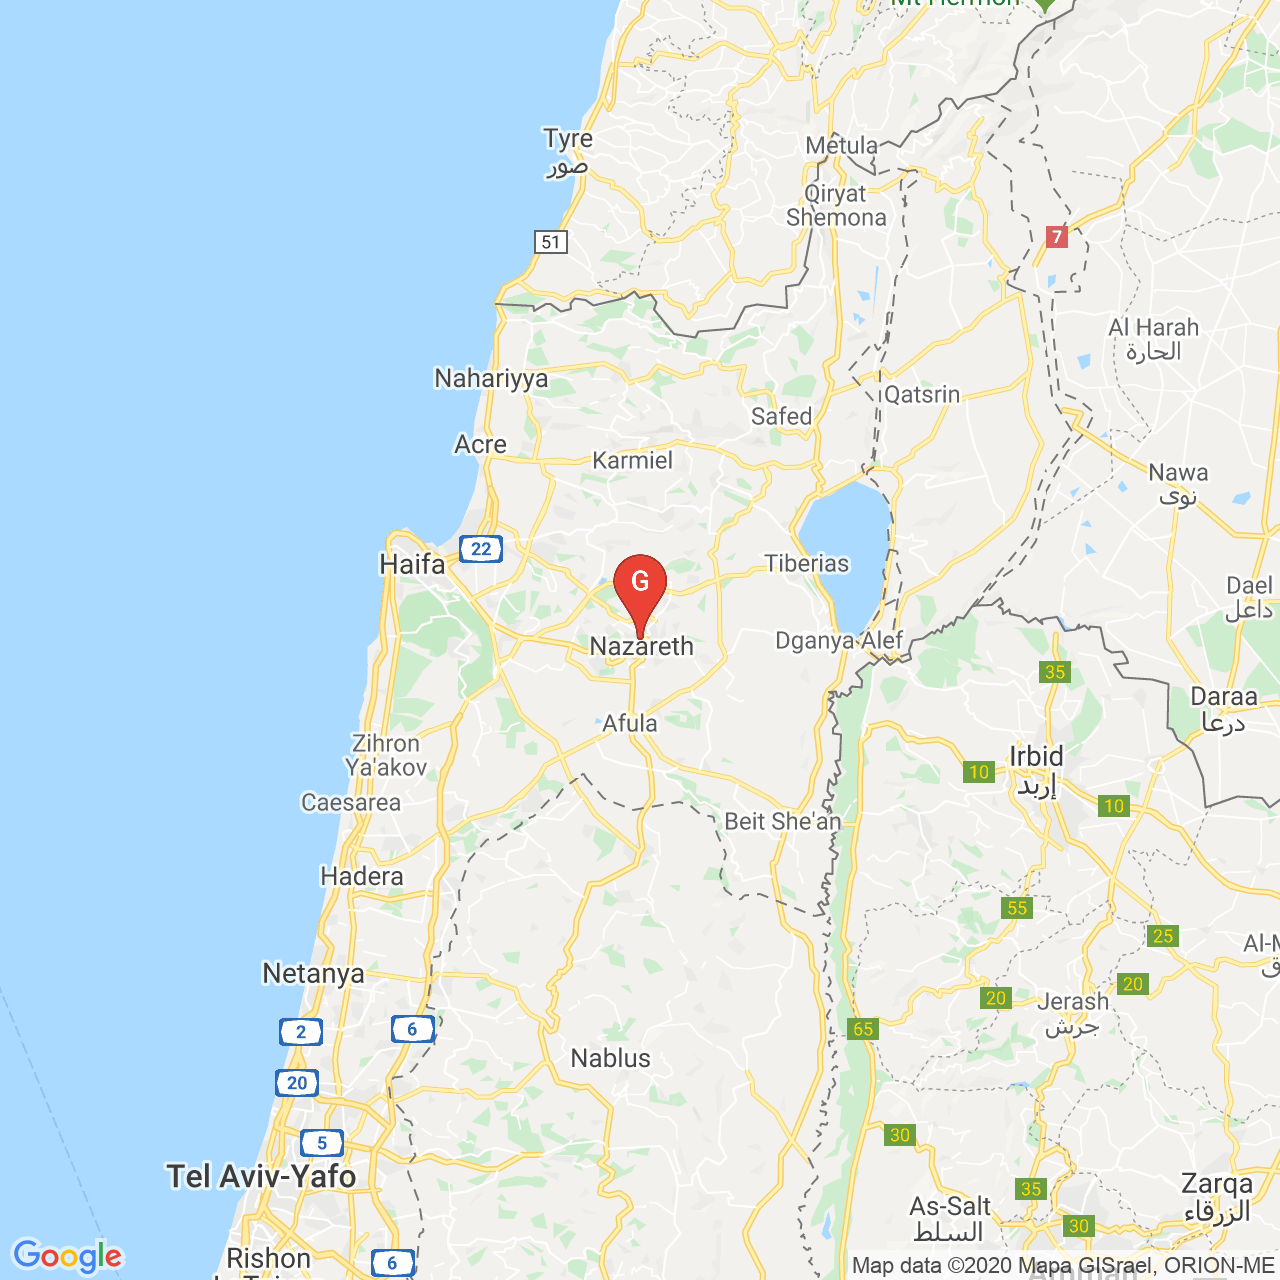 Mt Hermon
Tyre
صور
Metula
Qiryat
Shemona
51
7
Al Harah
الحارة
Nahariyya
Qatsrin
Safed
Acre
Karmiel
Nawa
نوى
22
Haifa
Tiberias
G
Dael
داعل
Nazareth
Dganya Alef
35
Daraa
درعا
Afula
Zihron
Ya'akov
Irbid
إربد
10
10
Caesarea
Beit She'an
Hadera
55
25
Netanya
20
20
Jerash
جرش
2
6
65
Nablus
20
5
30
Tel Aviv-Yafo
35
Zarqa
الزرقاء
As-Salt
السلط
30
Rishon
6
Google
Map data ©2020 Mapa GISrael, ORION-ME